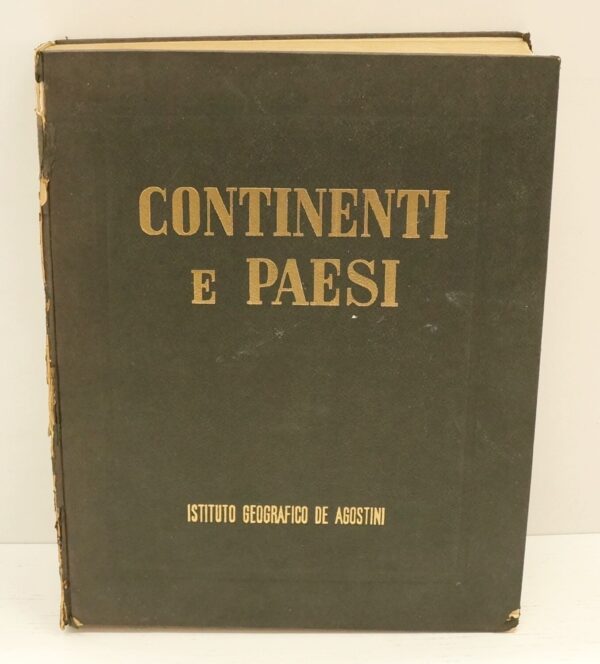 CONTINENTI
E PAESI
ISTITUTO GEOGRAFICO DE AGOSTINI